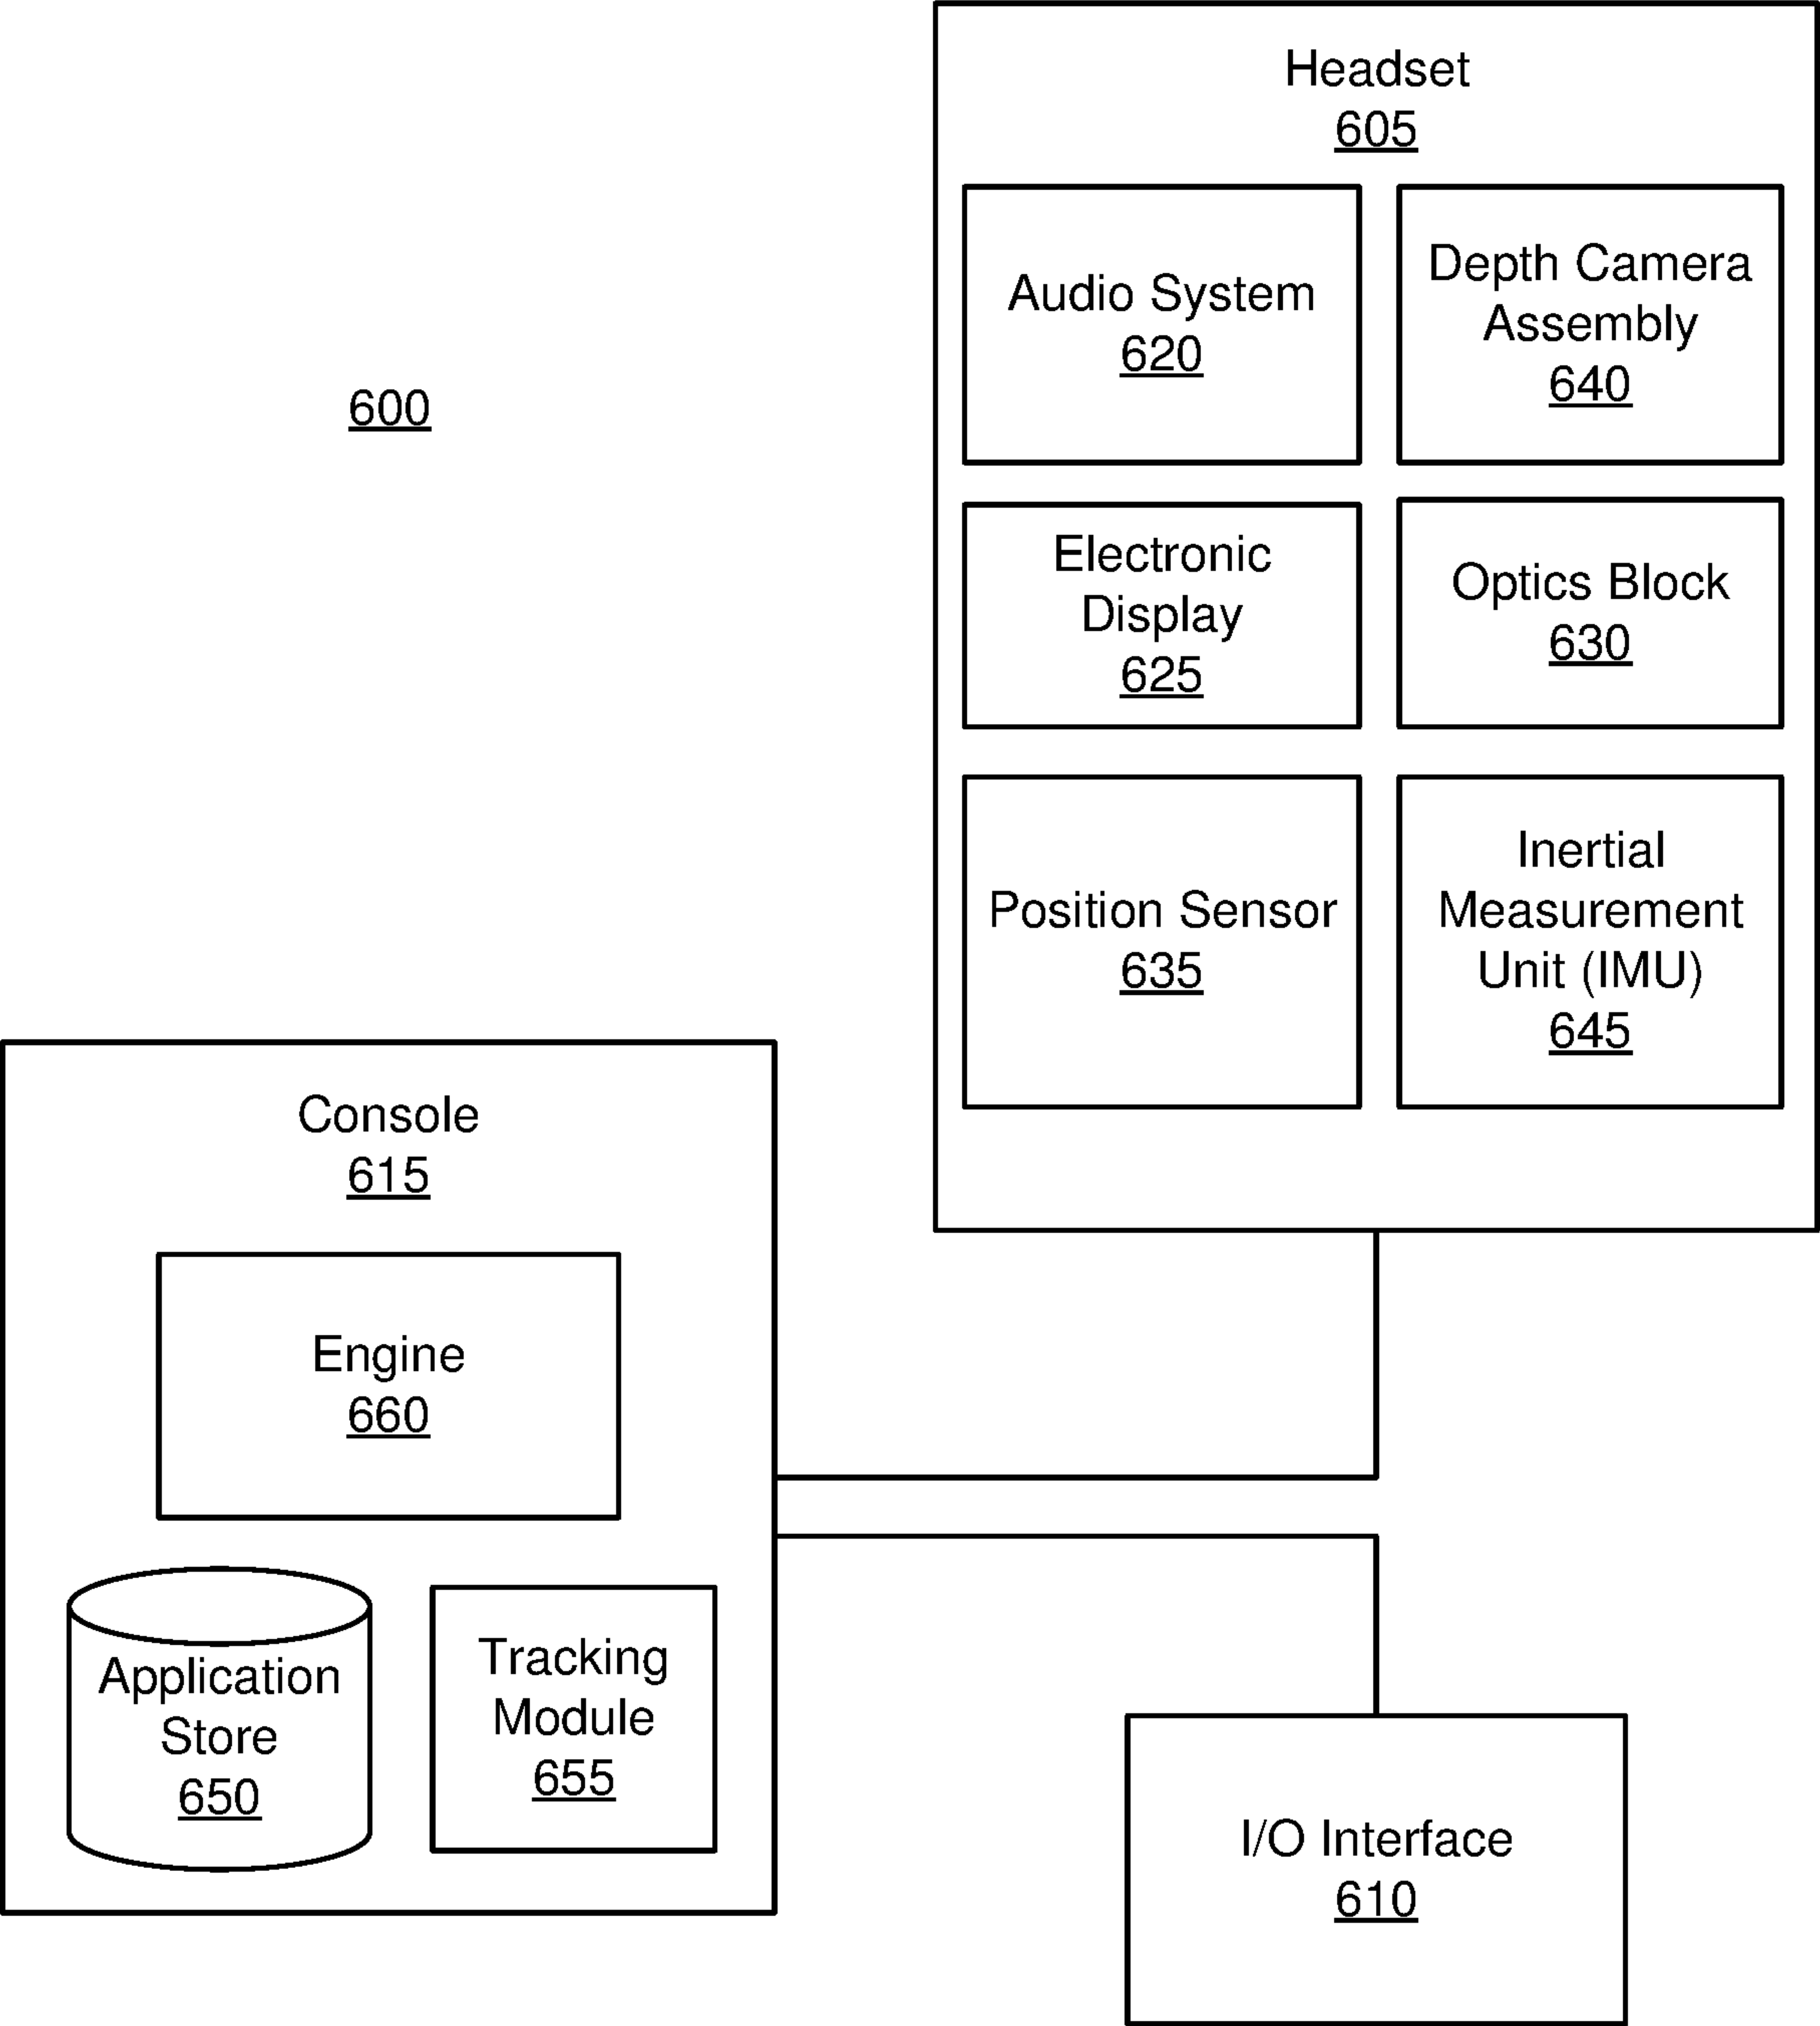 Headset
605
Audio System
620
Depth Camera
Assembly
640
600
Electronic
Display
625
Optics Block
630
Position Sensor
635
Inertial
Measurement
Unit (IMU)
645
Console
615
Engine
660
Application
Store
650
Tracking
Module
655
I/O Interface
610